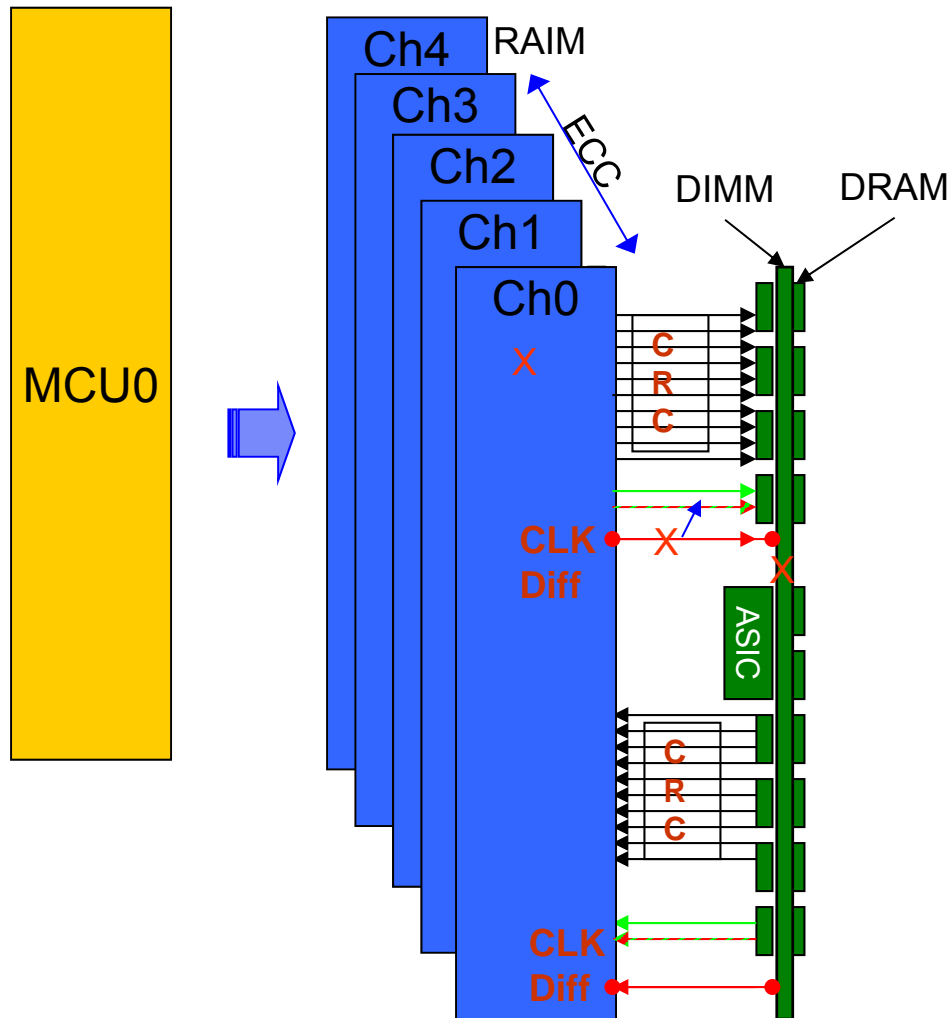 MCU0
Ch4
RAIM
Ch3
ECC
Ch2
Ch1
Ch0
DIMM
DRAM
X
C
R
C
CLK
Diff
X
X
ASIC
C
R
C
CLK
Diff